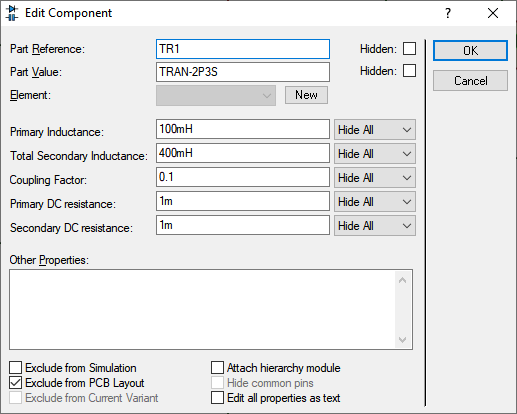 Edit Component
?
Part Reference: TR1 Hidden:
OK
Part Value: TRAN-2P3S Hidden:
Cancel
Element: New
Primary Inductance: 100mH Hide All
Total Secondary Inductance: 400mH Hide All
Coupling Factor: 0.1 Hide All
Primary DC resistance: 1m Hide All
Secondary DC resistance: 1m Hide All
Other Properties:
Exclude from Simulation Attach hierarchy module
Exclude from PCB Layout Hide common pins
Exclude from Current Variant Edit all properties as text